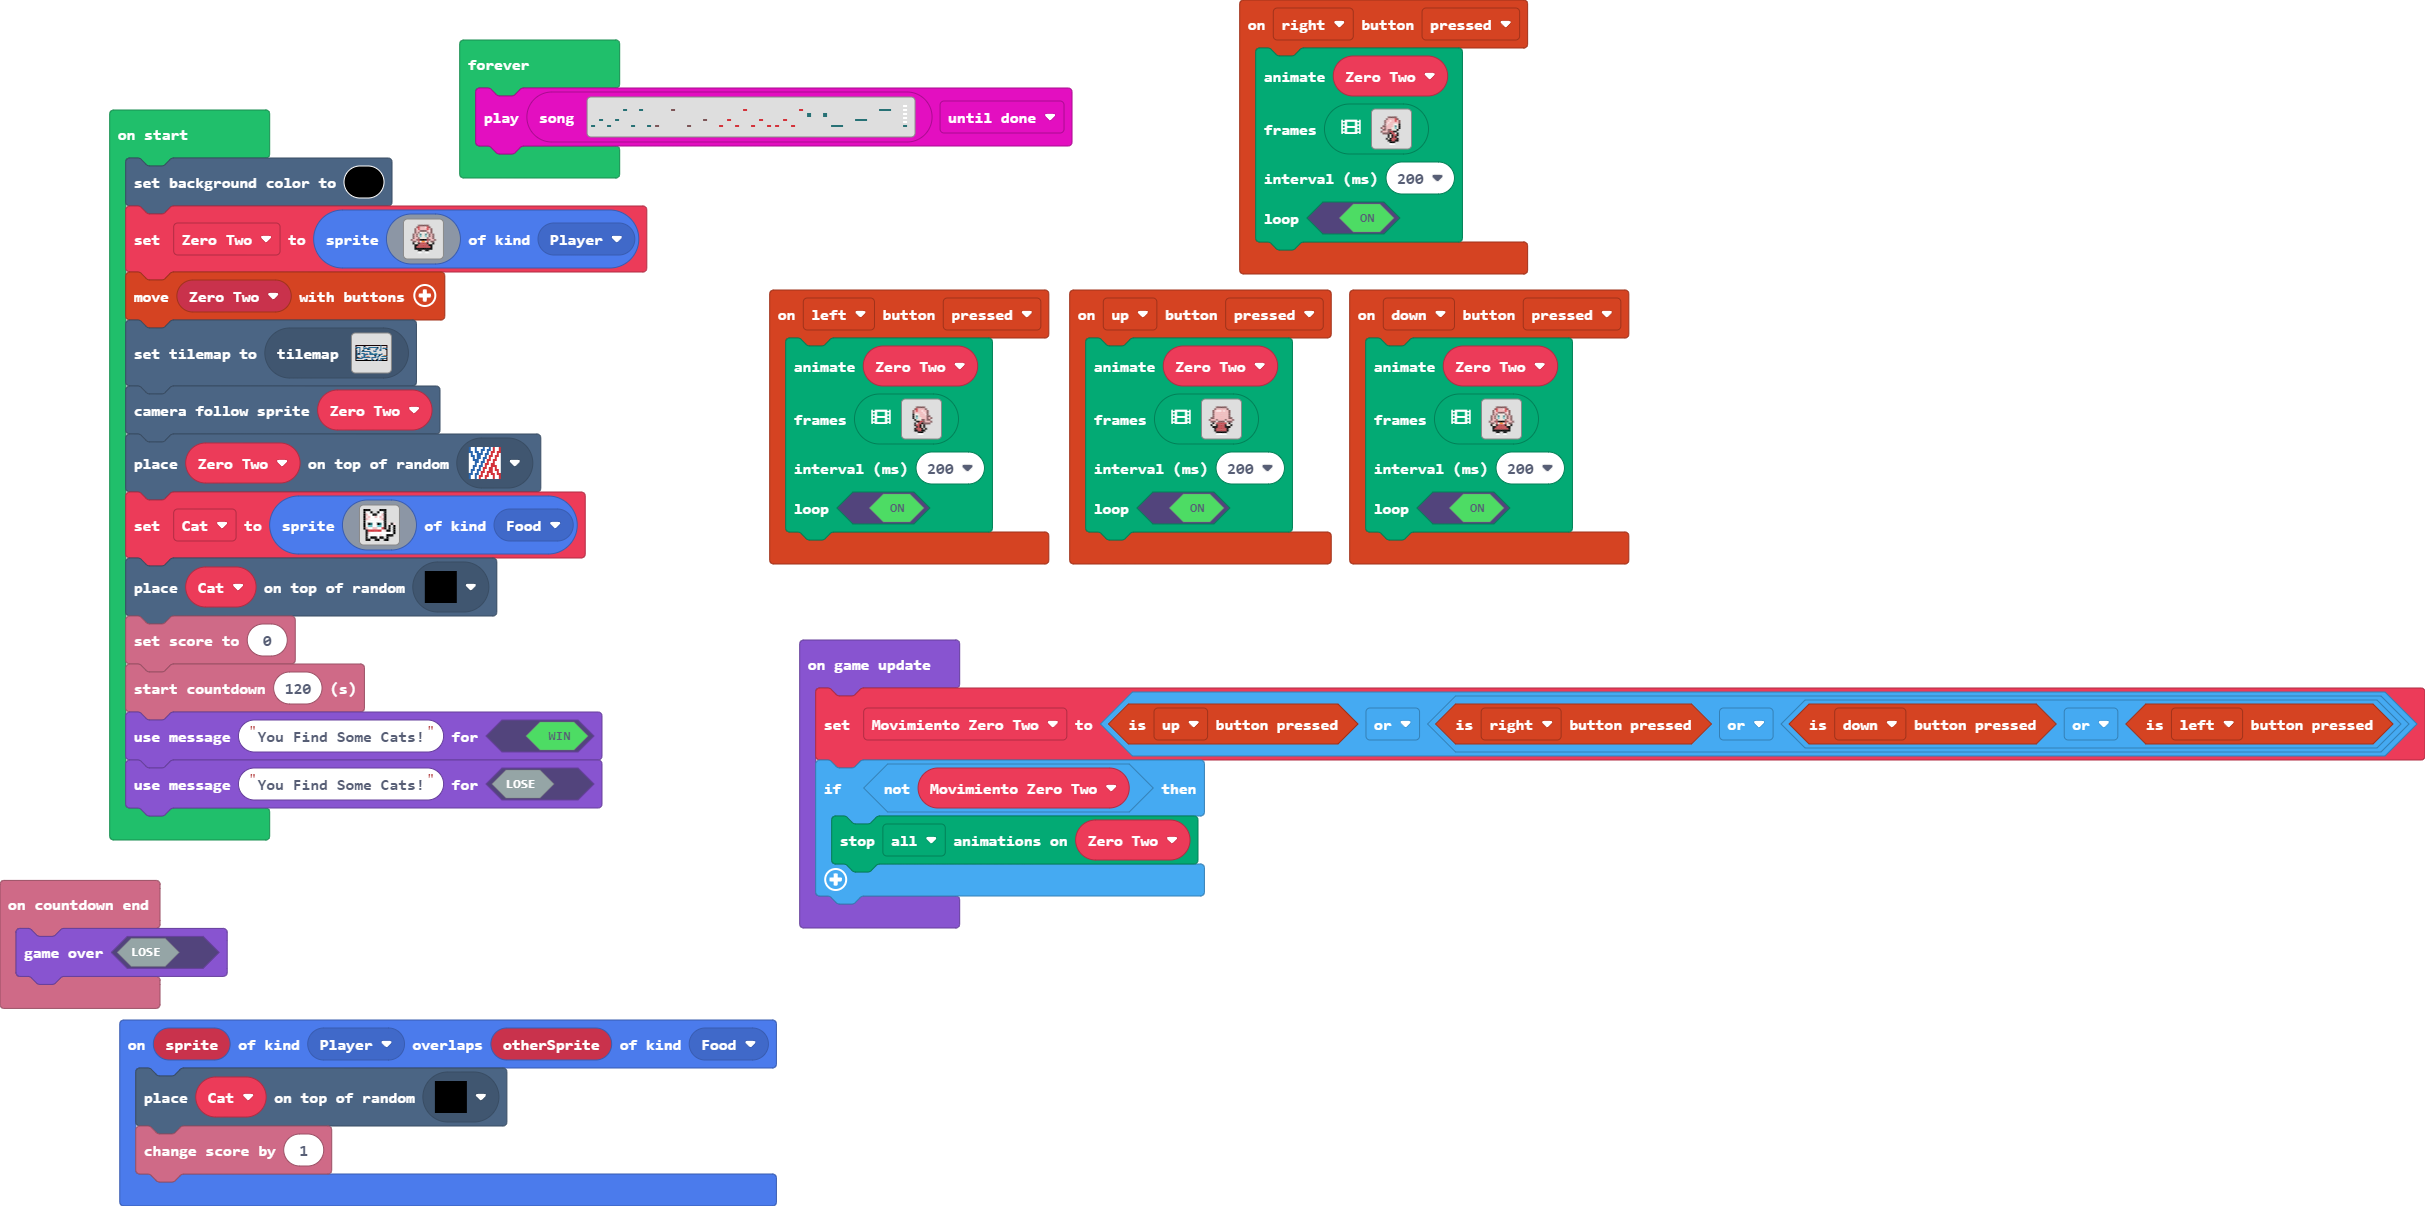 on start
set background color to
set Zero Two to sprite of kind Player
move Zero Two with buttons
set tilemap to tilemap
camera follow sprite Zero Two
place Zero Two on top of random
set Cat to sprite of kind Food
place Cat on top of random
set score to 0
start countdown 120 (s)
use message "You Find Some Cats!" for WIN
use message "You Find Some Cats!" for LOSE
forever
play song until done
on right button pressed
animate Zero Two
frames
interval (ms) 200
loop ON
on left button pressed
animate Zero Two
frames
interval (ms) 200
loop ON
on up button pressed
animate Zero Two
frames
interval (ms) 200
loop ON
on down button pressed
animate Zero Two
frames
interval (ms) 200
loop ON
on game update
set Movimiento Zero Two to is up button pressed or is right button pressed or is down button pressed or is left button pressed
if not Movimiento Zero Two then
stop all animations on Zero Two
on countdown end
game over LOSE
on sprite of kind Player overlaps otherSprite of kind Food
place Cat on top of random
change score by 1